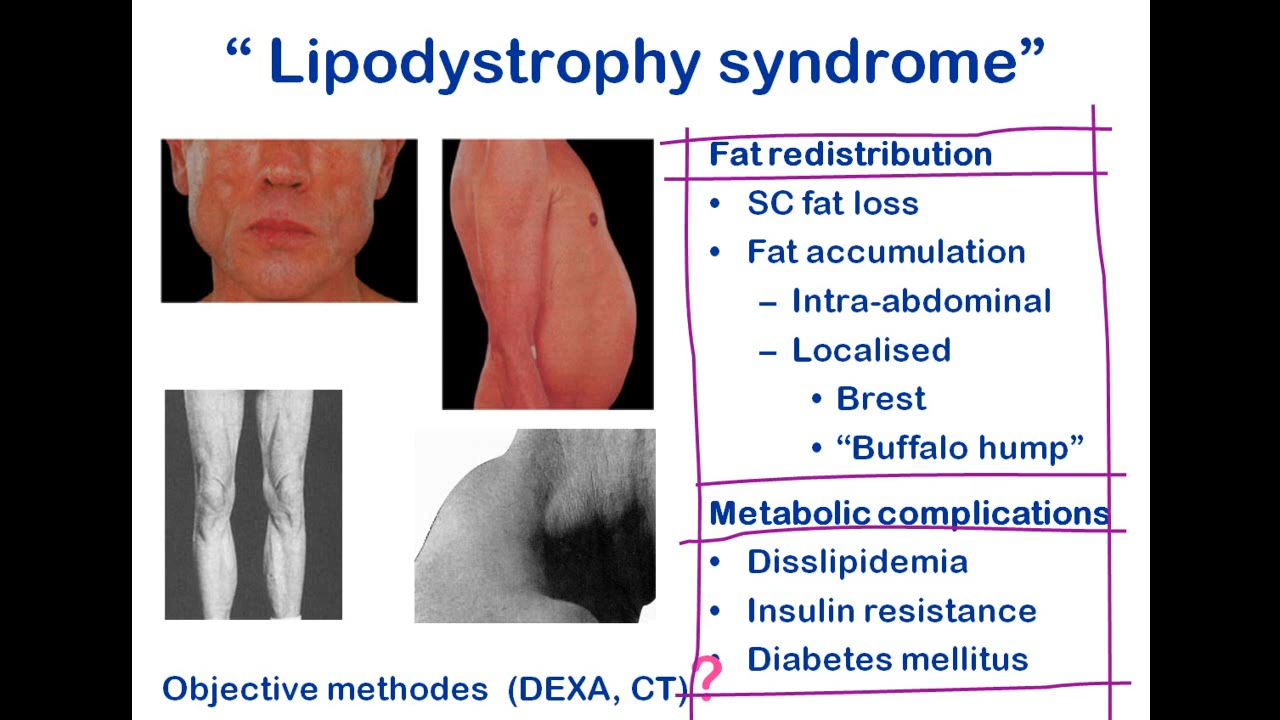 “ Lipodystrophy syndrome”
Fat redistribution
• SC fat loss
• Fat accumulation
– Intra-abdominal
– Localised
• Brest
• “Buffalo hump”
Metabolic complications
• Disslipidemia
• Insulin resistance
• Diabetes mellitus
Objective methodes (DEXA, CT)?